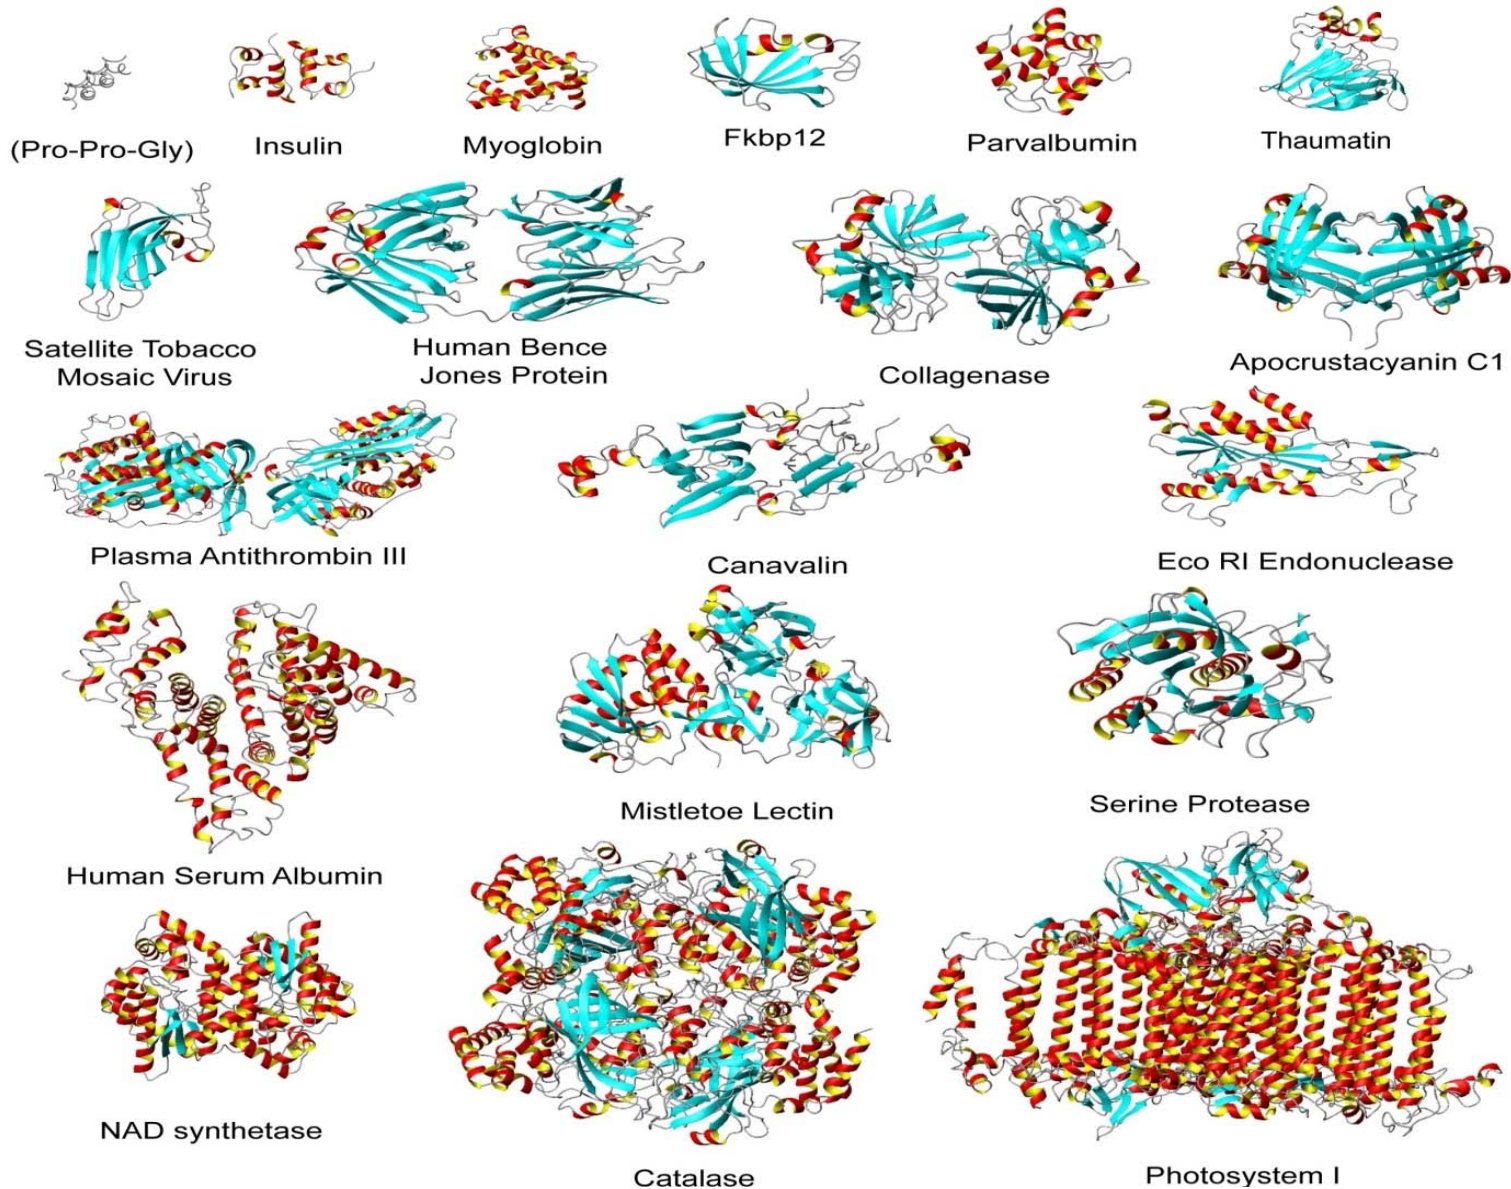 (Pro-Pro-Gly)
Insulin
Myoglobin
Fkbp12
Parvalbumin
Thaumatin
Satellite Tobacco
Mosaic Virus
Human Bence
Jones Protein
Collagenase
Apocrustacyanin C1
Plasma Antithrombin III
Canavalin
Eco RI Endonuclease
Human Serum Albumin
Mistletoe Lectin
Serine Protease
NAD synthetase
Catalase
Photosystem I